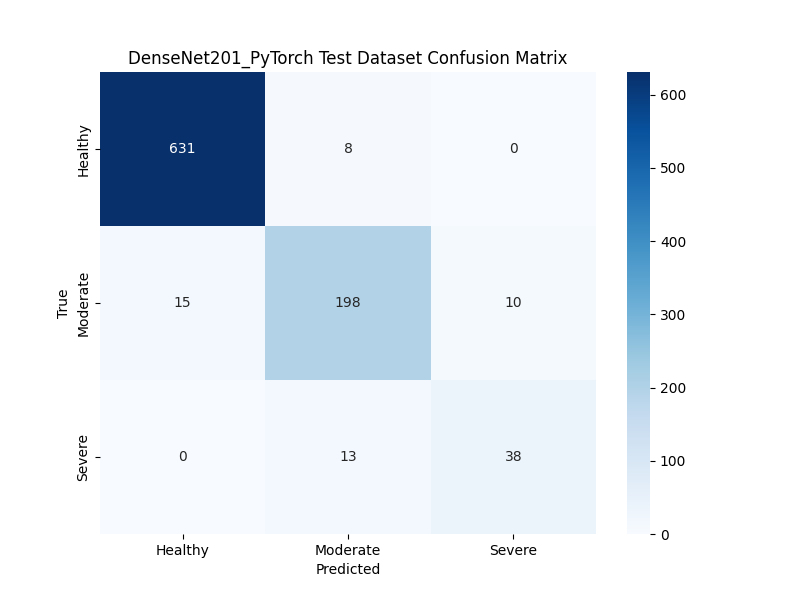 DenseNet201_PyTorch Test Dataset Confusion Matrix
True
Healthy
631 8 0
Moderate
15 198 10
Severe
0 13 38
Healthy Moderate Severe
Predicted
600
500
400
300
200
100
0